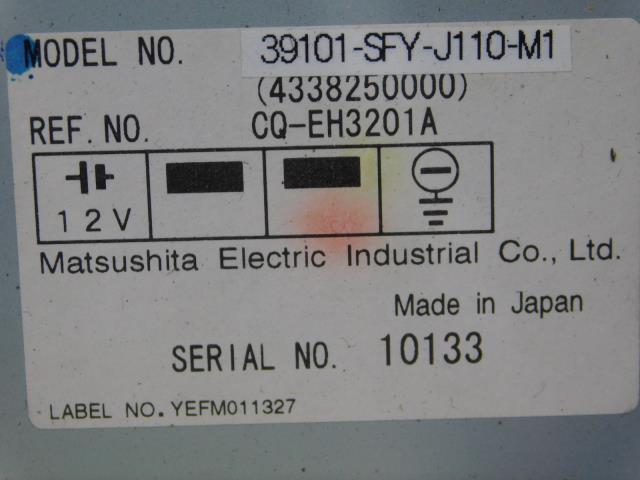 MODEL NO. 39101-SFY-J110-M1
(4338250000)
REF. NO. CQ-EH3201A
12V
Matsushita Electric Industrial Co., Ltd.
Made in Japan
SERIAL NO. 10133
LABEL NO. YEFM011327